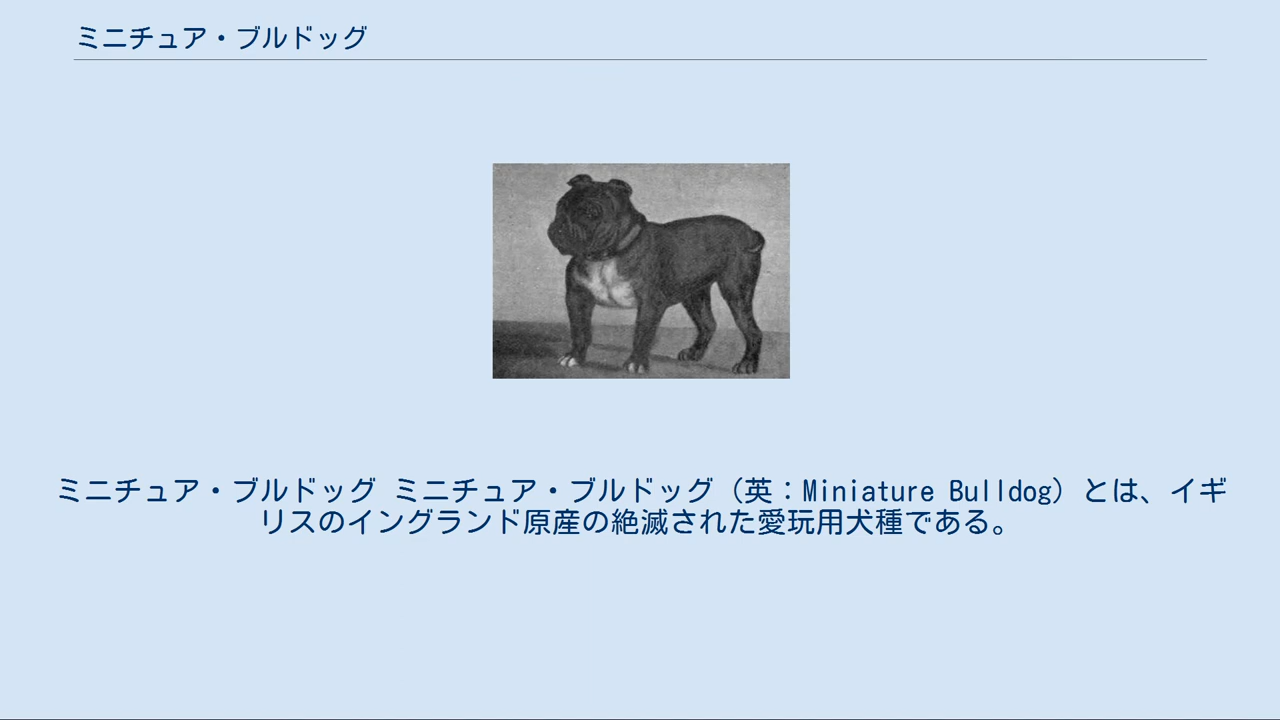 ミニチュア・ブルドッグ
ミニチュア・ブルドッグ ミニチュア・ブルドッグ（英：Miniature Bulldog）とは、イギ
リスのイングランド原産の絶滅された愛玩用犬種である。